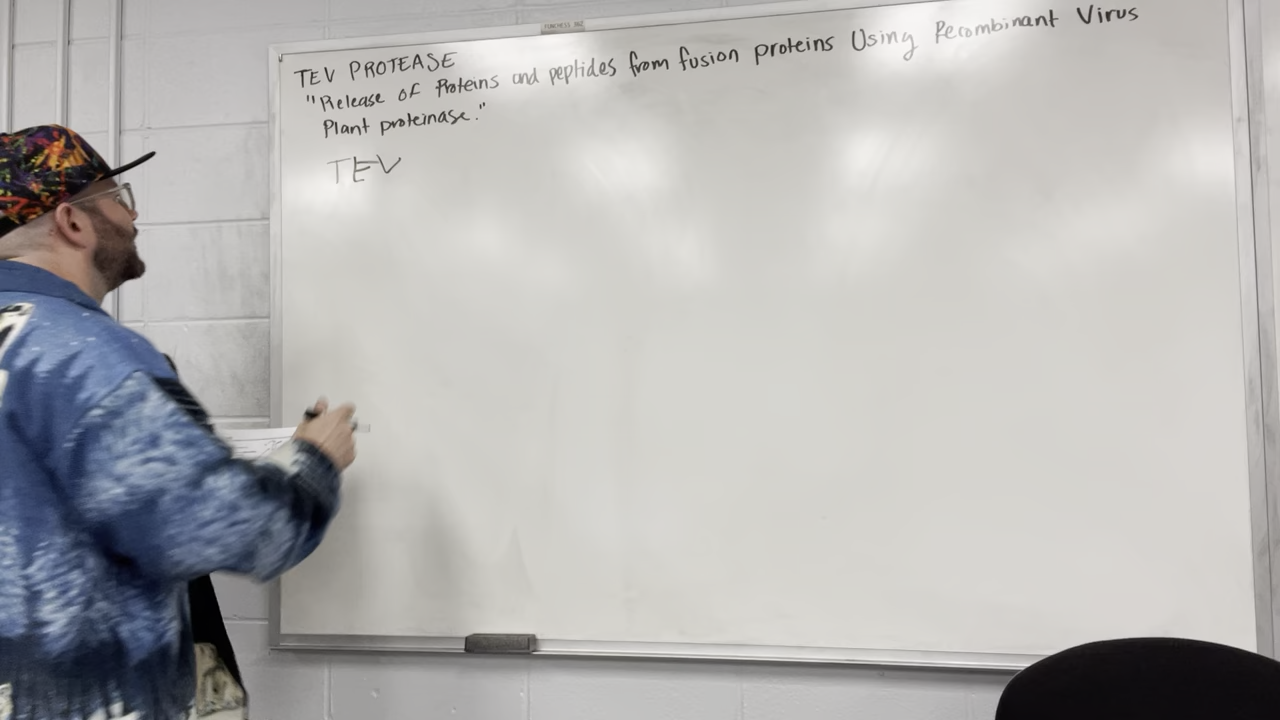 TEV PROTEASE
"Release of Proteins and peptides from fusion proteins Using Recombinant Virus
Plant proteinase."
TEV